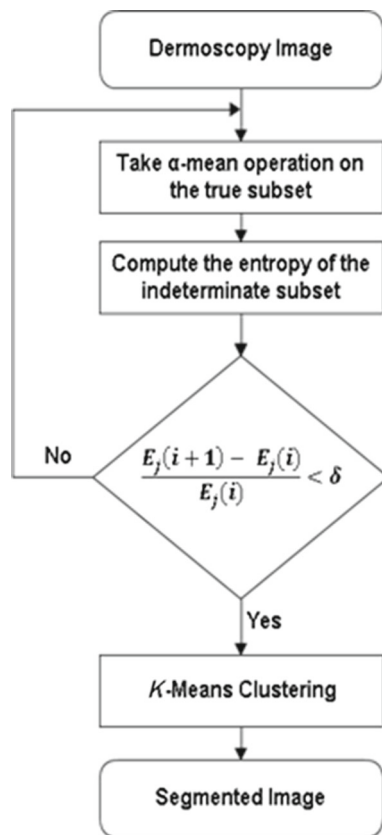 Dermoscopy Image
Take α-mean operation on
the true subset
Compute the entropy of the
indeterminate subset
No
E_j(i+1) − E_j(i)
E_j(i)
< δ
Yes
K-Means Clustering
Segmented Image